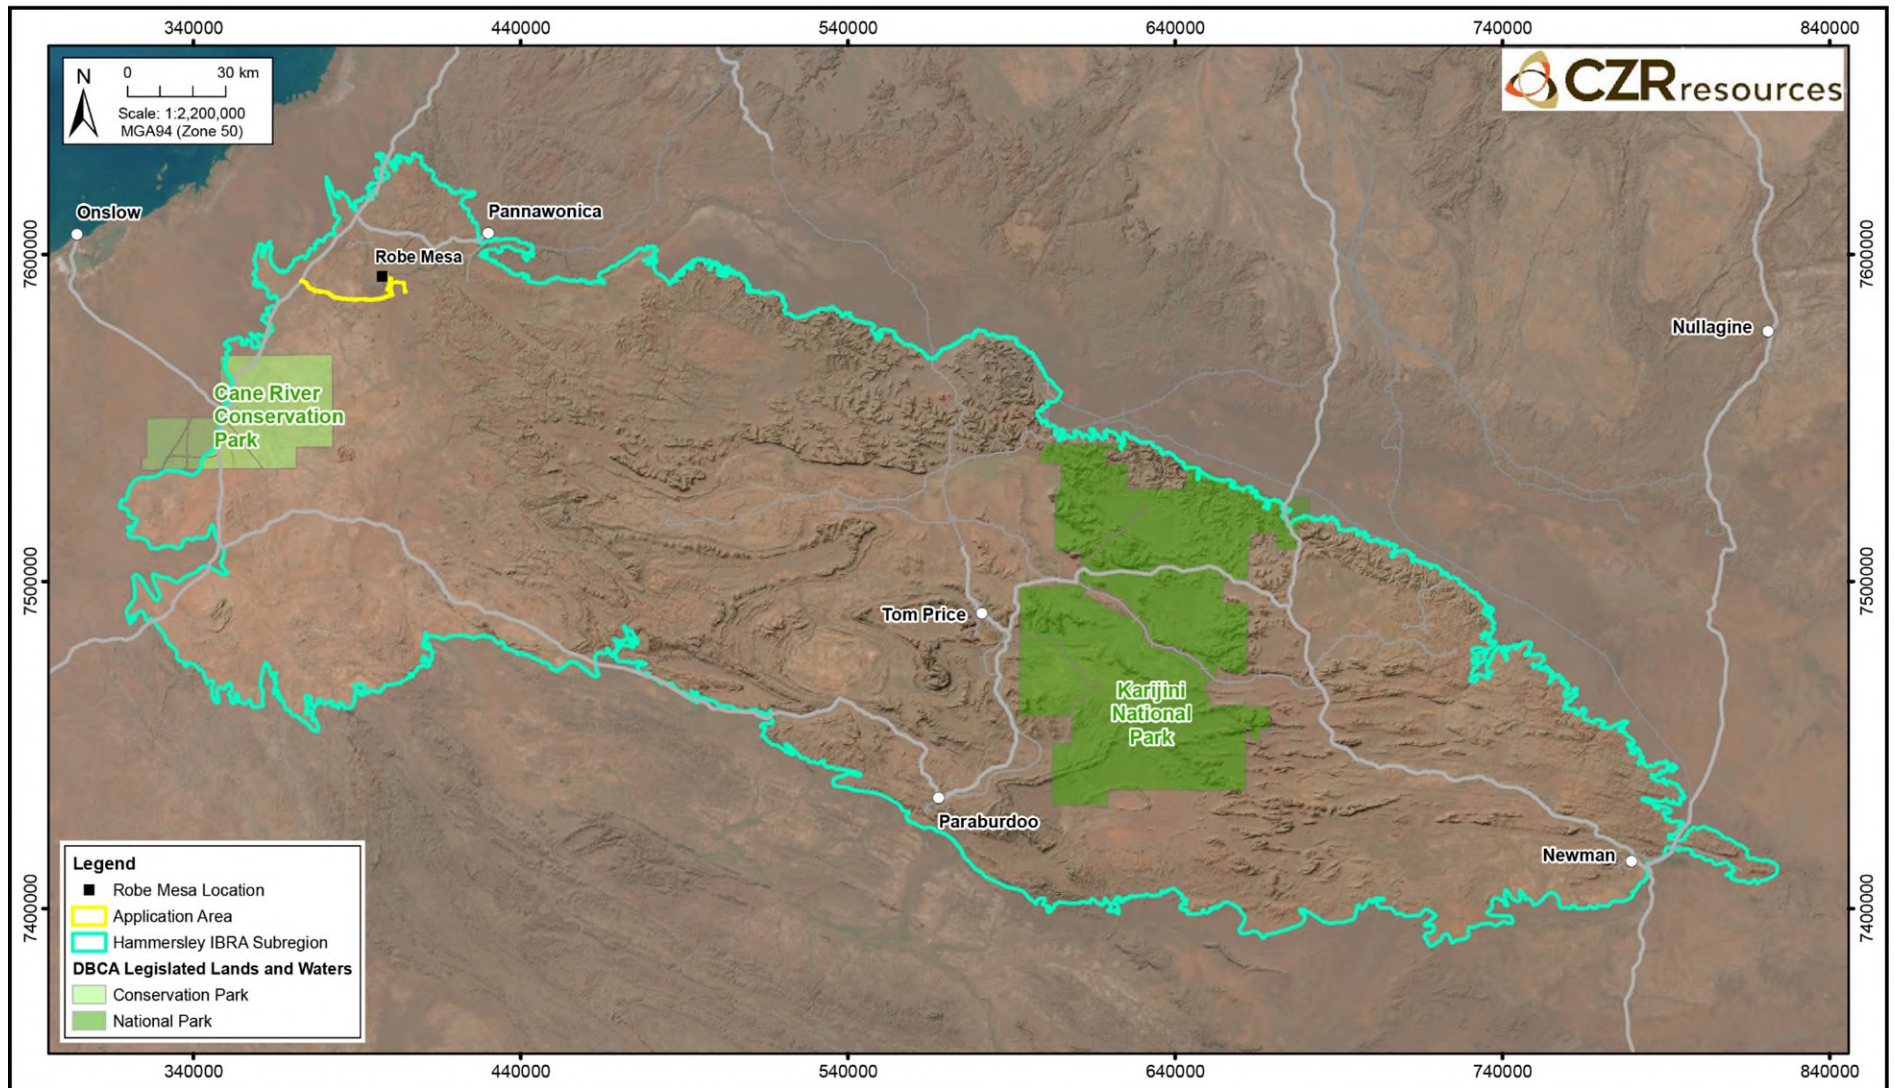 340000 440000 540000 640000 740000 840000
N
0 30 km
Scale: 1:2,200,000
MGA94 (Zone 50)
CZR resources
Onslow
Pannawonica
Robe Mesa
7600000
7600000
Nullagine
Cane River
Conservation
Park
7500000
7500000
Tom Price
Karijini
National
Park
Paraburdoo
Newman
7400000
7400000
Legend
Robe Mesa Location
Application Area
Hammersley IBRA Subregion
DBCA Legislated Lands and Waters
Conservation Park
National Park
340000 440000 540000 640000 740000 840000